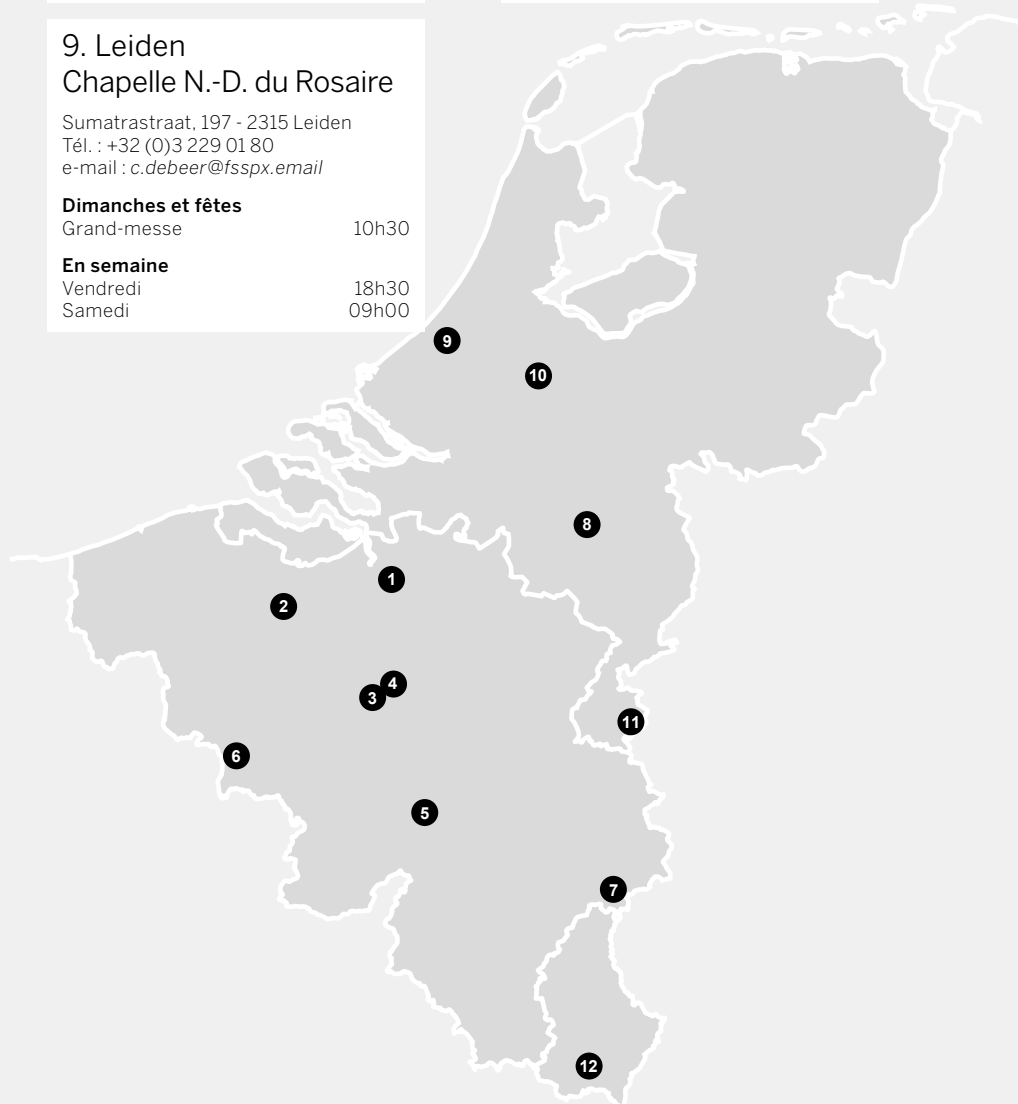 9. Leiden
Chapelle N.-D. du Rosaire
Sumatrastraat, 197 - 2315 Leiden
Tél. : +32 (0)3 229 01 80
e-mail : c.debeer@fsspx.email
Dimanches et fêtes
Grand-messe 10h30
En semaine
Vendredi 18h30
Samedi 09h00
9
10
8
1
2
4
3
11
6
5
7
12